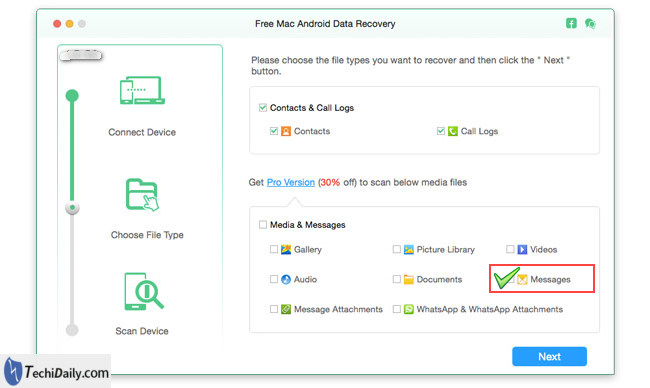 Free Mac Android Data Recovery
Please choose the file types you want to recover and then click the " Next "
button.
Contacts & Call Logs
Contacts
Call Logs
Connect Device
Get Pro Version (30% off) to scan below media files
Media & Messages
Choose File Type
Gallery
Picture Library
Videos
Audio
Documents
Messages
Message Attachments
WhatsApp & WhatsApp Attachments
Scan Device
Next
TechiDaily.com